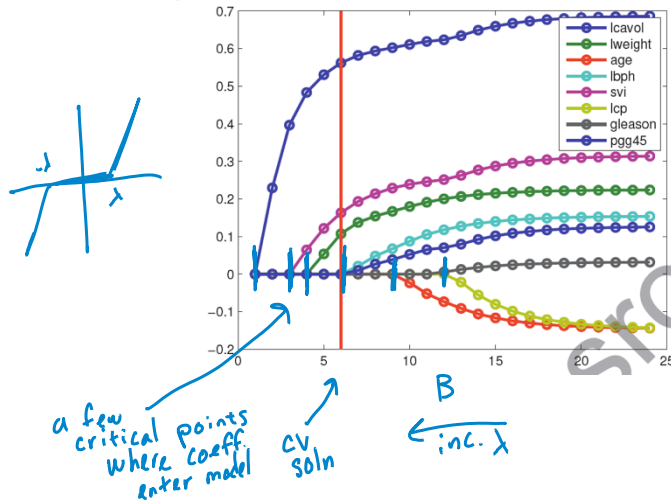 0.7
0.6
0.5
0.4
0.3
0.2
0.1
0
−0.1
−0.2
0
5
10
15
20
25
lcavol
lweight
age
lbph
svi
lcp
gleason
pgg45
-λ
λ
a few
critical points
where coeff.
enter model
CV
soln
B
inc. λ
src